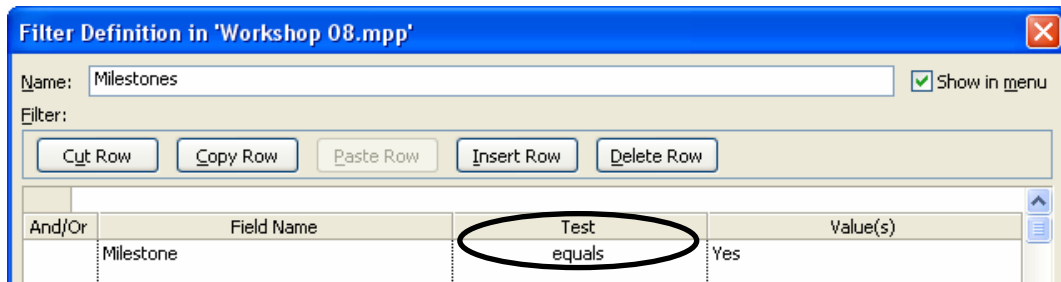 Filter Definition in 'Workshop 08.mpp'
Name: Milestones Show in menu
Filter:
Cut Row Copy Row Paste Row Insert Row Delete Row
And/Or Field Name Test Value(s)
Milestone equals Yes